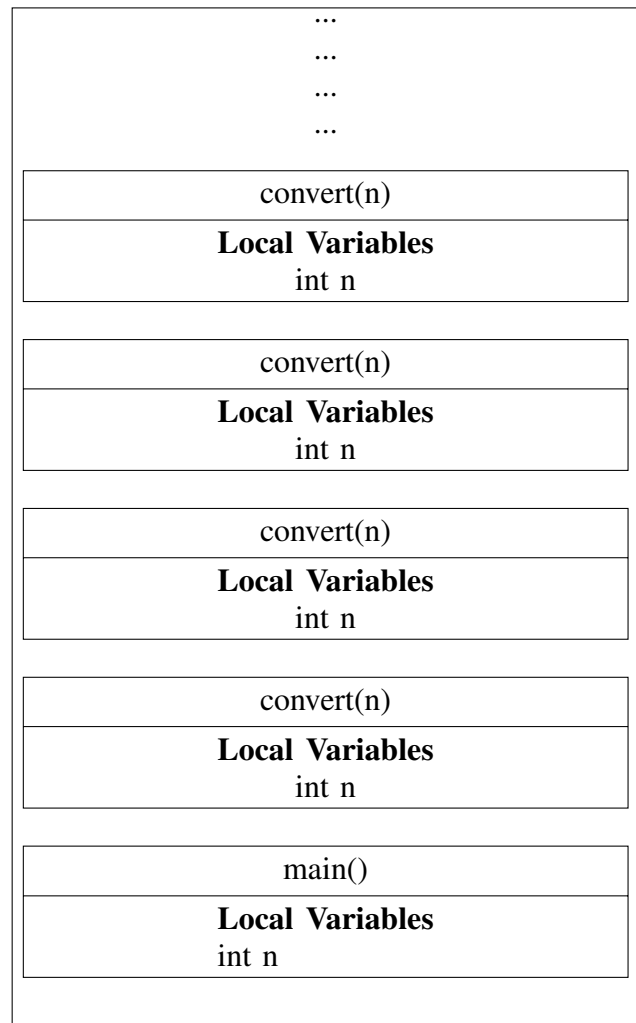 ...
...
...
...
convert(n)
Local Variables
int n
convert(n)
Local Variables
int n
convert(n)
Local Variables
int n
convert(n)
Local Variables
int n
main()
Local Variables
int n